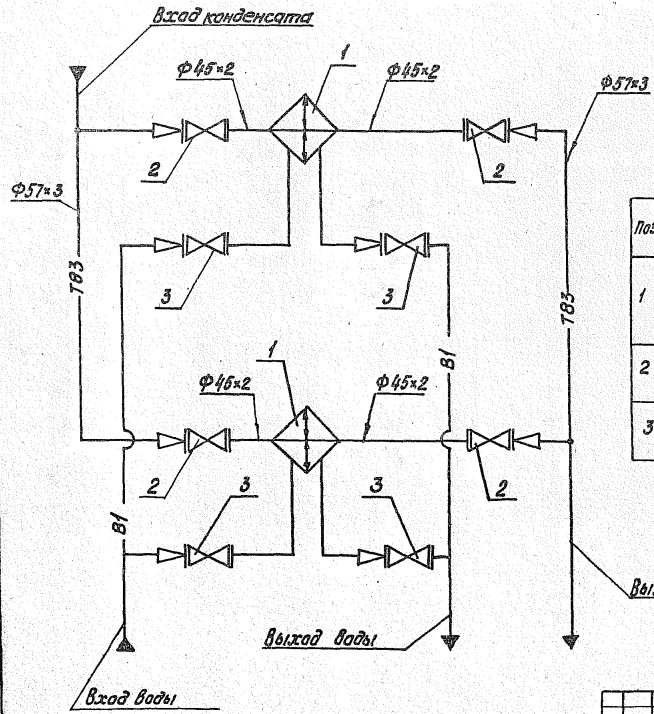 Вход конденсата
1
ф45×2
ф45×2
ф57×3
2
2
ф57×3
Поз
3
3
1
Т83
Т83
1
В1
2
ф45×2
ф45×2
3
2
3
3
2
В1
Вы
Выход воды
Вход воды